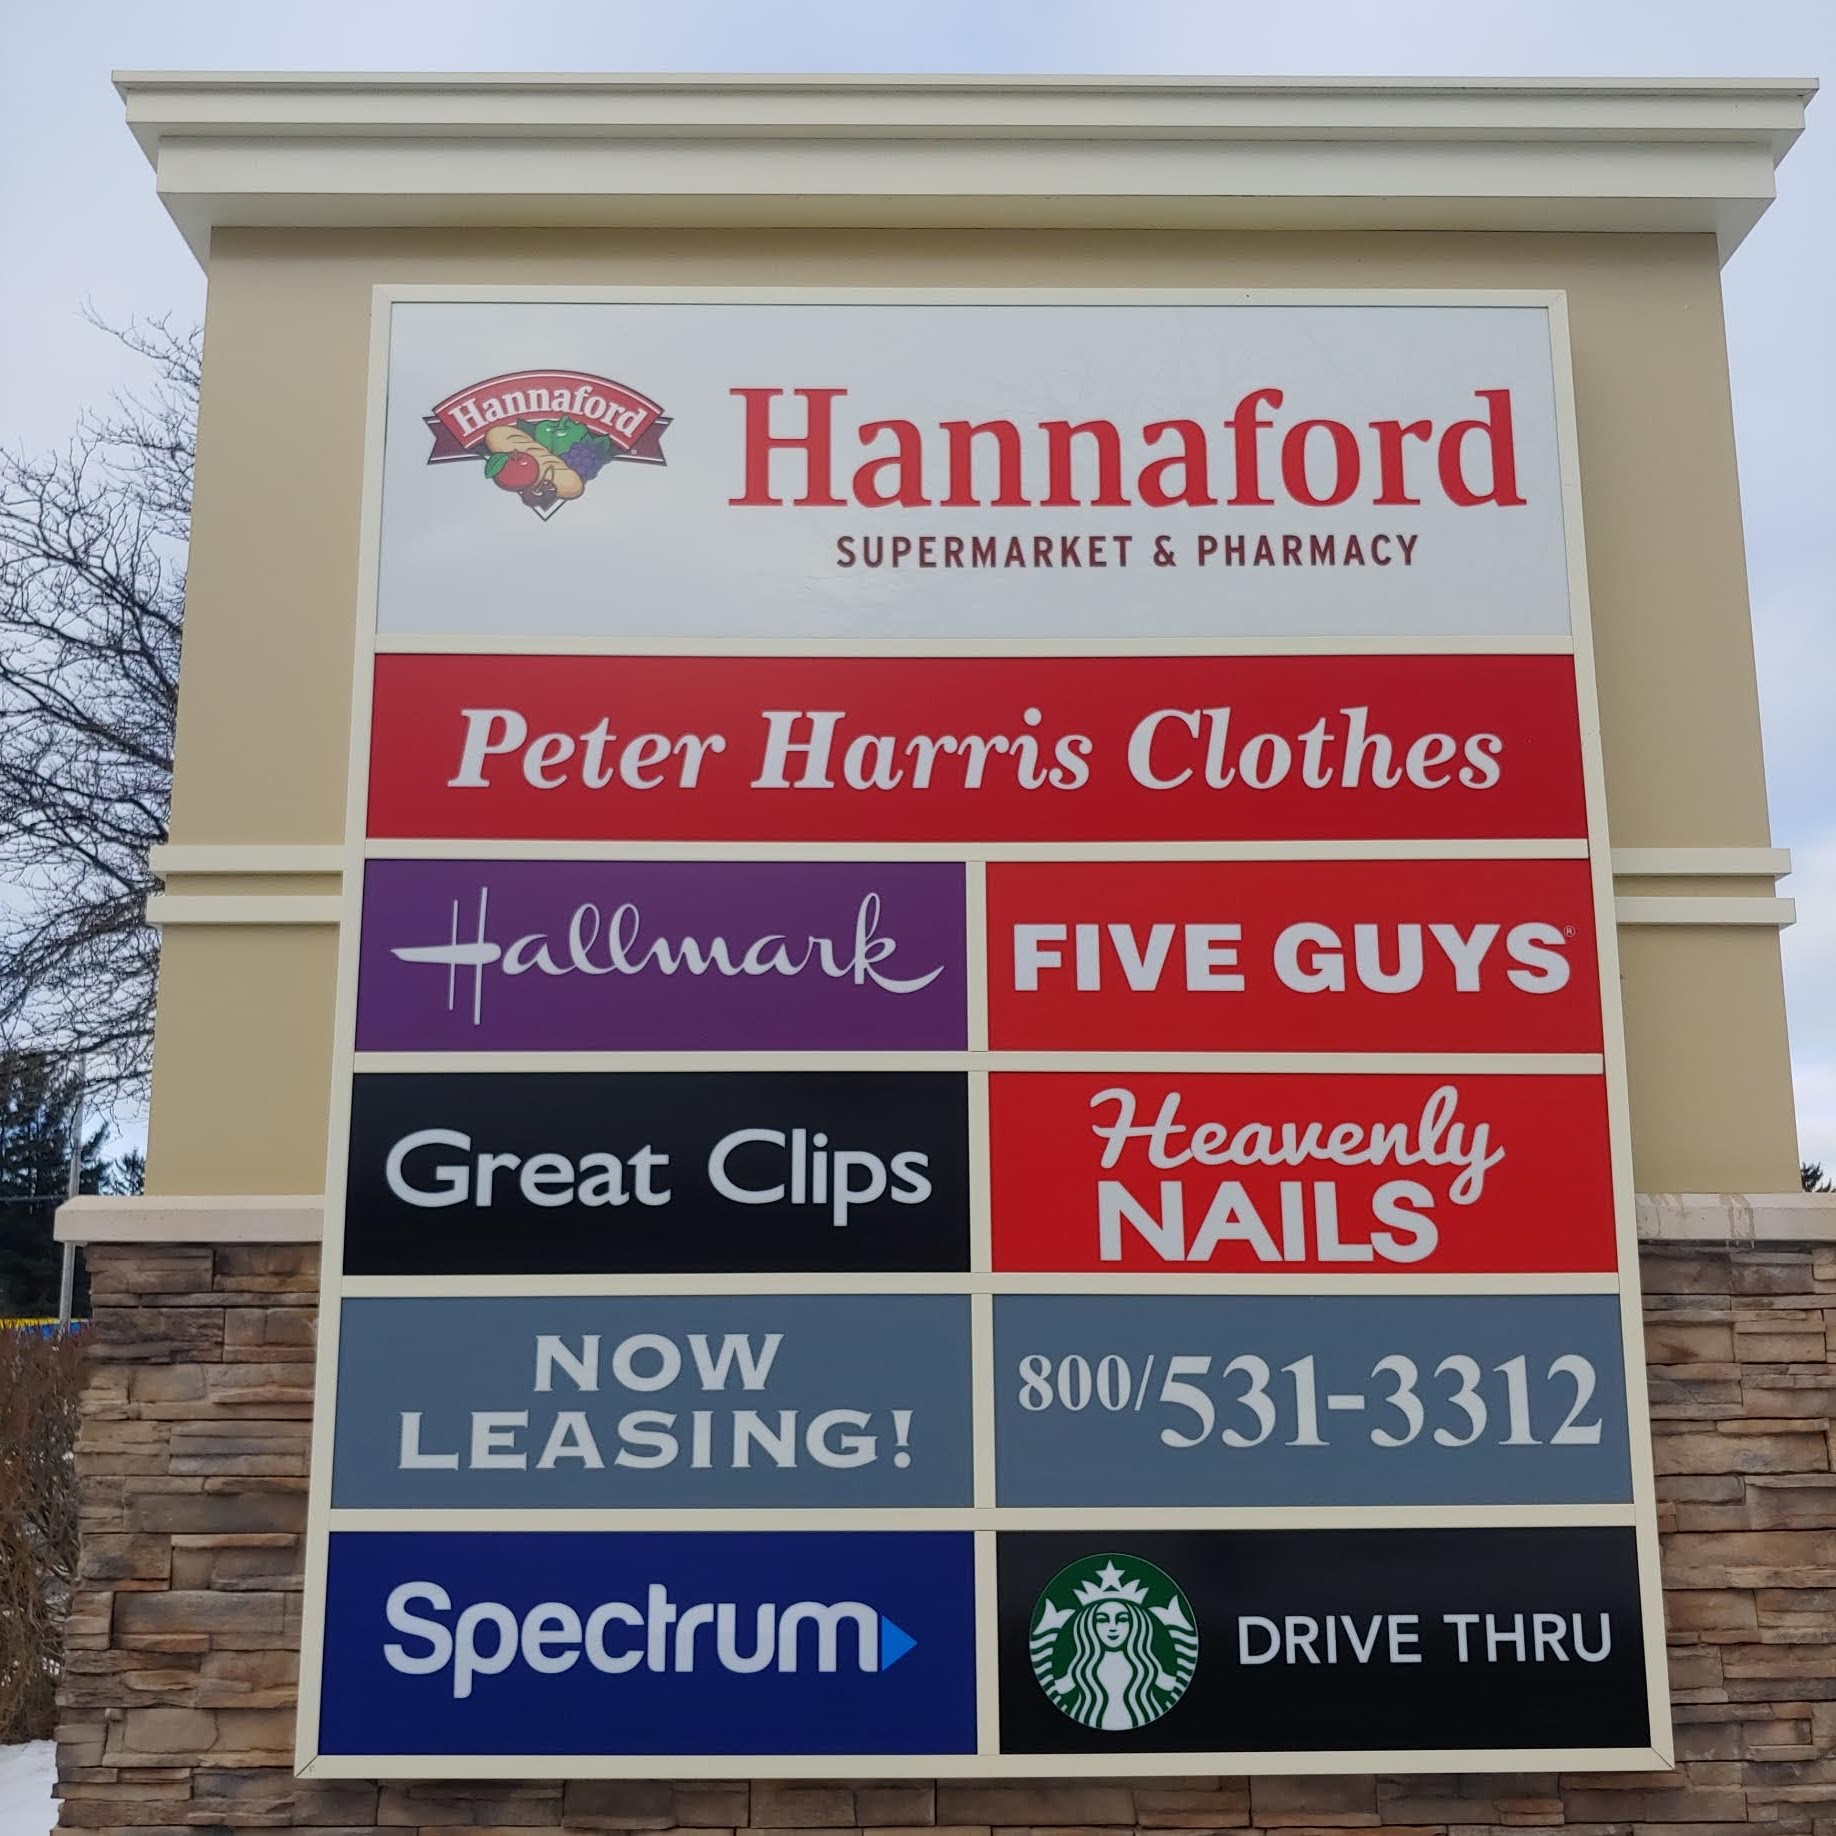 Hannaford
Hannaford
SUPERMARKET & PHARMACY
Peter Harris Clothes
Hallmark
FIVE GUYS®
Great Clips
Heavenly
NAILS
NOW
LEASING!
800/531-3312
Spectrum
DRIVE THRU